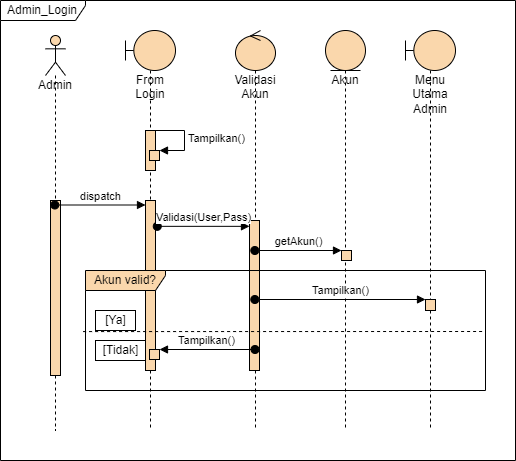 Admin_Login
Admin
From
Login
Validasi
Akun
Akun
Menu
Utama
Admin
Tampilkan()
dispatch
Validasi(User,Pass)
getAkun()
Akun valid?
Tampilkan()
[Ya]
Tampilkan()
[Tidak]